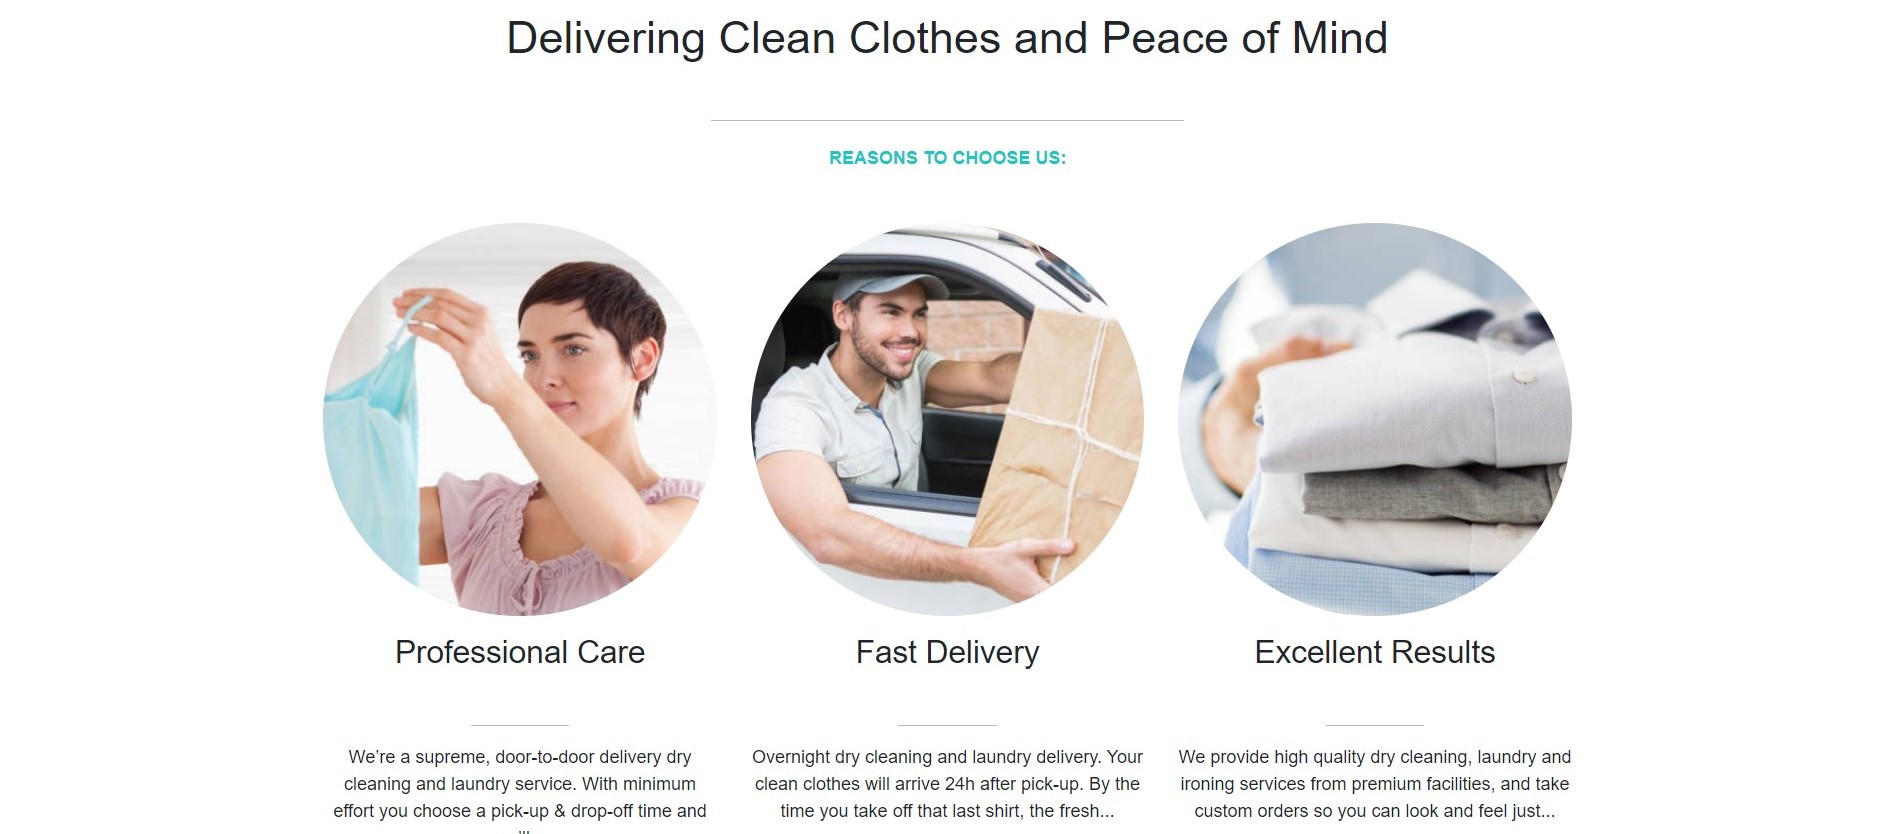 Delivering Clean Clothes and Peace of Mind
REASONS TO CHOOSE US:
Professional Care
We’re a supreme, door-to-door delivery dry
cleaning and laundry service. With minimum
effort you choose a pick-up & drop-off time and
Fast Delivery
Overnight dry cleaning and laundry delivery. Your
clean clothes will arrive 24h after pick-up. By the
time you take off that last shirt, the fresh...
Excellent Results
We provide high quality dry cleaning, laundry and
ironing services from premium facilities, and take
custom orders so you can look and feel just...